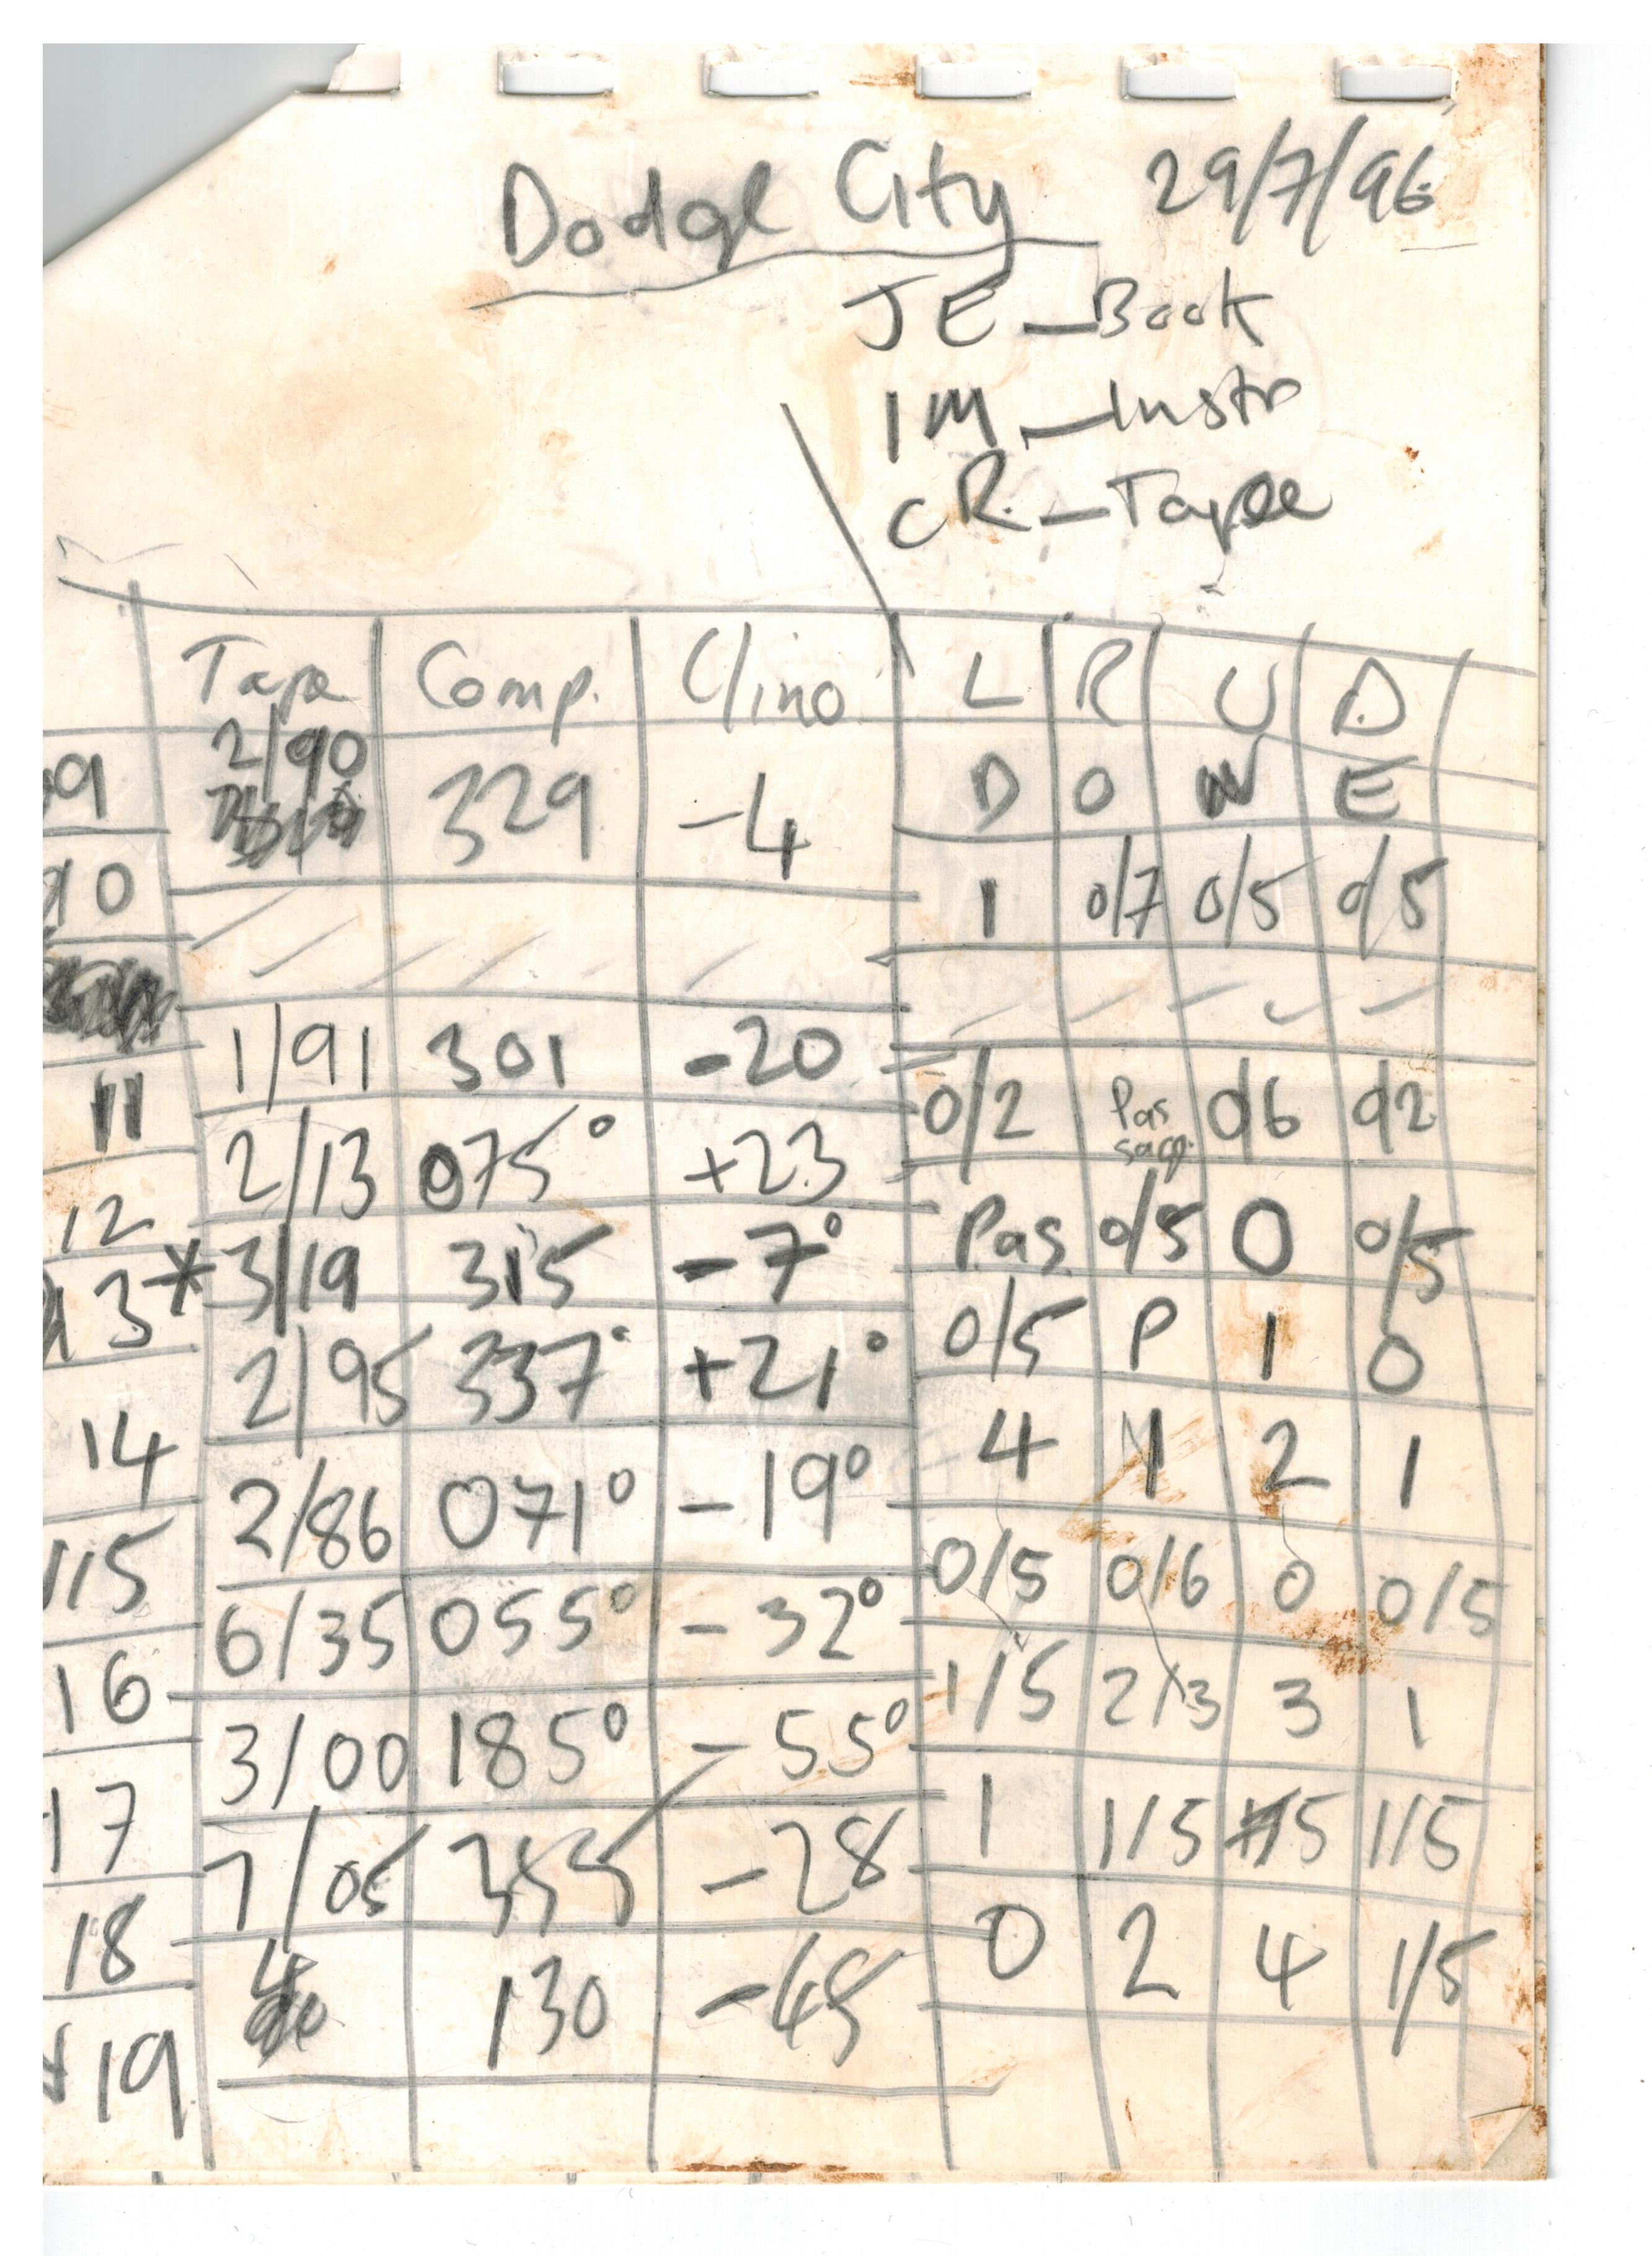 Dodge City 29/7/96
JE - Book
IM - Instr
CR. - Tape
Tape Comp. Clino L R U D
9 2/90 329 -4 D O N E
10 1 0/7 0/5 0/5
11 1/91 301 -20 0/2 Pas sage 0/6 0/2
12 2/13 075° +23 Pas 0/5 0 0/5
13* 3/19 315 -7° 0/5 P 1 0
2/95 337° +21° 4 1 2 1
14 2/86 071° -19° 0/5 0/6 0 0/5
15 6/35 055° -32° 1/5 2/3 3 1
16 3/00 185° -55° 1 1/5 1/5 1/5
17 7/05 355 -28 0 2 4 1/5
18 4 130 -48
19